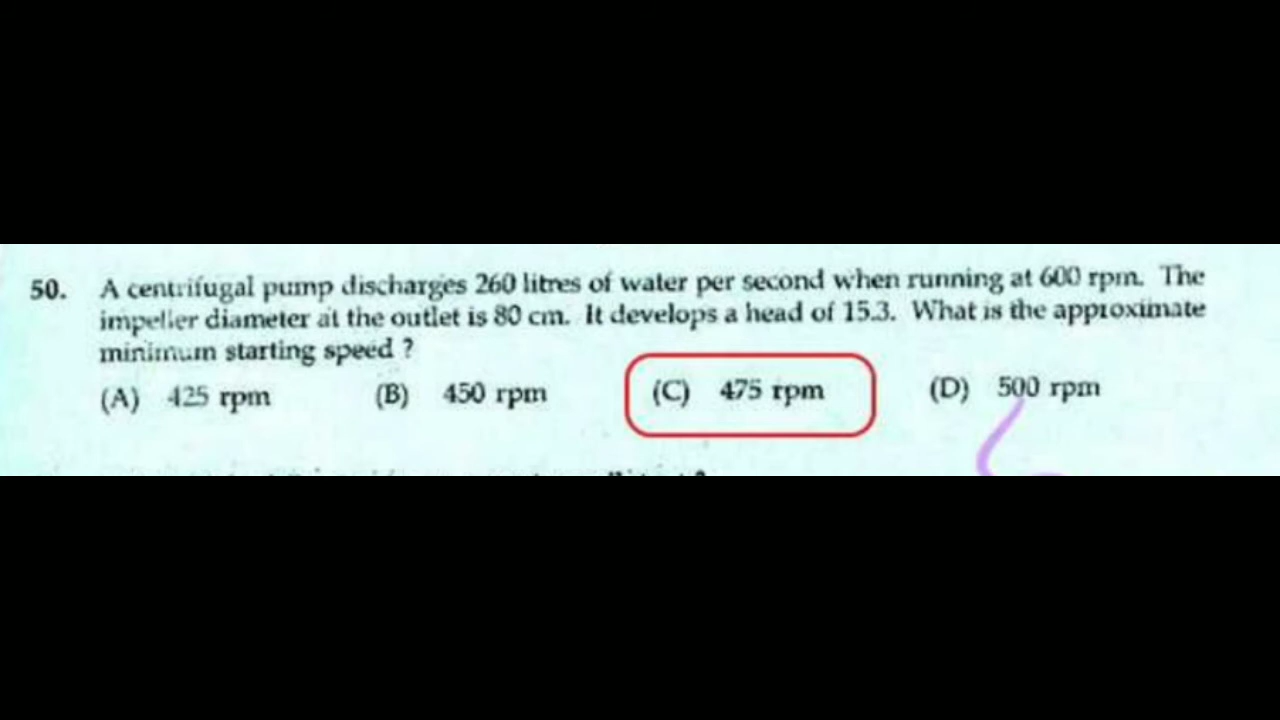 50. A centrifugal pump discharges 260 litres of water per second when running at 600 rpm. The
impeller diameter at the outlet is 80 cm. It develops a head of 15.3. What is the approximate
minimum starting speed ?
(A) 425 rpm (B) 450 rpm (C) 475 rpm (D) 500 rpm